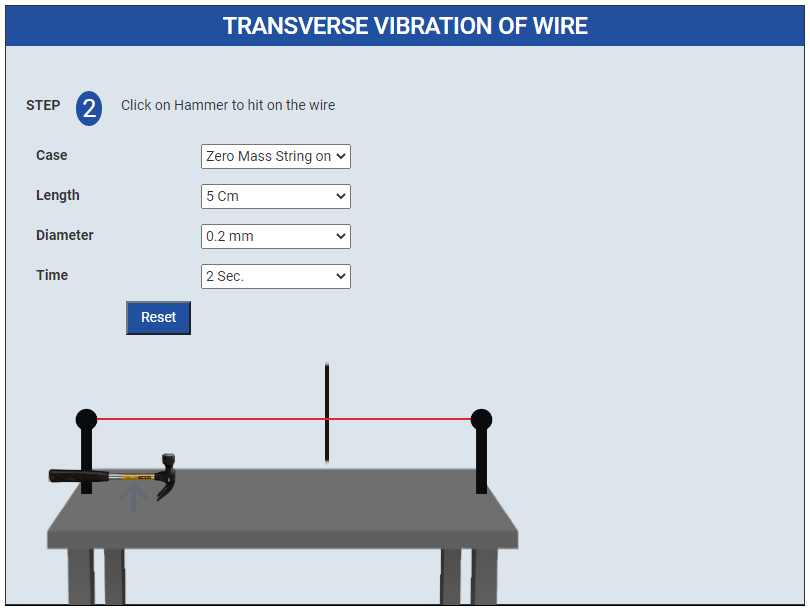 TRANSVERSE VIBRATION OF WIRE
STEP 2 Click on Hammer to hit on the wire
Case Zero Mass String on
Length 5 Cm
Diameter 0.2 mm
Time 2 Sec.
Reset